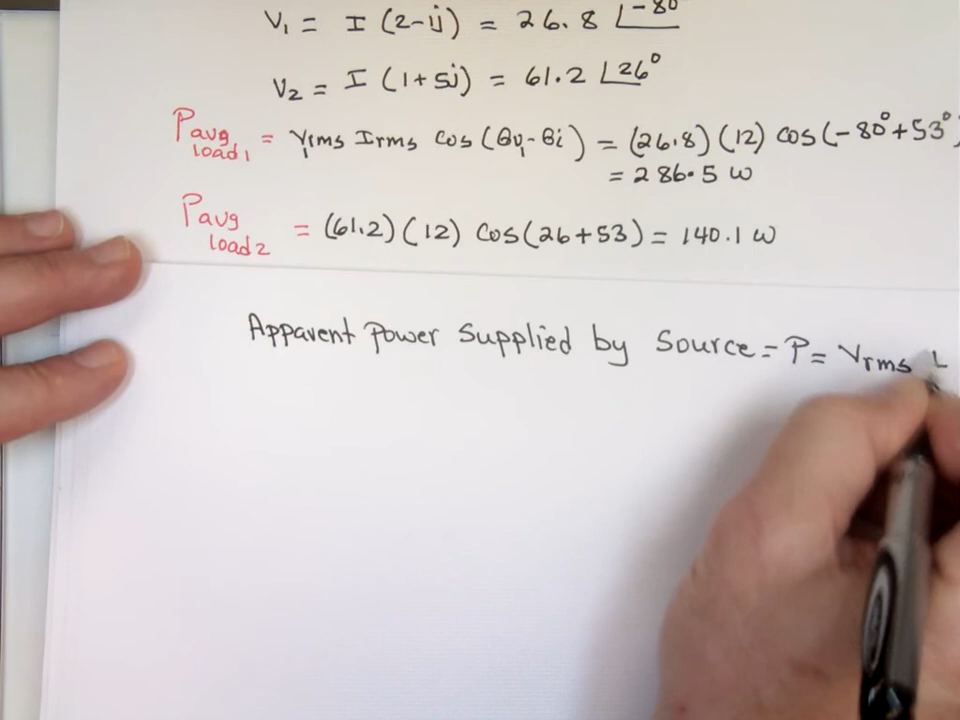 V₁ = I (2-1j) = 26.8 ∠-80
V₂ = I (1+5j) = 61.2 ∠26°
Pavg load1 = V1rms Irms cos(θv1-θi) = (26.8)(12) cos(-80°+53°)
= 286.5 W
Pavg load2 = (61.2)(12) cos(26+53) = 140.1 W
Apparent Power Supplied by Source = P = Vrms